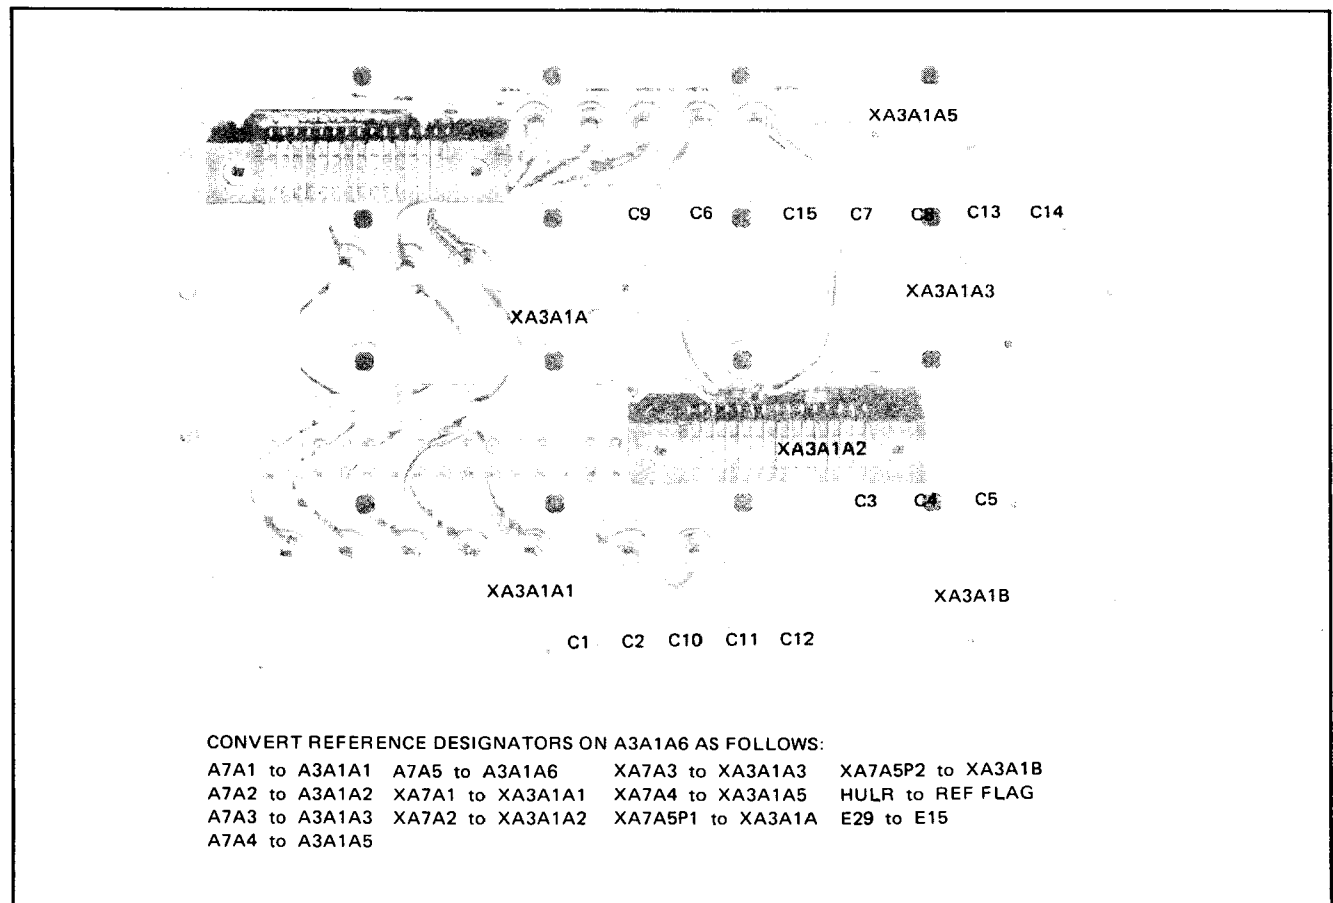 XA3A1A5
C9 C6 C15 C7 C8 C13 C14
XA3A1A3
XA3A1A
XA3A1A2
C3 C4 C5
XA3A1A1
XA3A1B
C1 C2 C10 C11 C12
CONVERT REFERENCE DESIGNATORS ON A3A1A6 AS FOLLOWS:
A7A1 to A3A1A1 A7A5 to A3A1A6 XA7A3 to XA3A1A3 XA7A5P2 to XA3A1B
A7A2 to A3A1A2 XA7A1 to XA3A1A1 XA7A4 to XA3A1A5 HULR to REF FLAG
A7A3 to A3A1A3 XA7A2 to XA3A1A2 XA7A5P1 to XA3A1A E29 to E15
A7A4 to A3A1A5